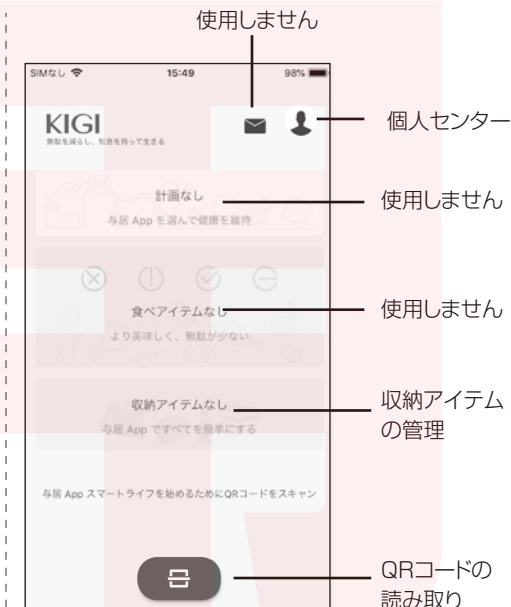 使用しません
SIMなし 15:49 98%
KIGI
無駄を減らし、知恵を持って生きる
個人センター
計画なし
使用しません
与居 App を選んで健康を維持
食べアイテムなし
使用しません
より美味しく、無駄が少ない
収納アイテムなし
収納アイテム
の管理
与居 App ですべてを簡単にする
与居 App スマートライフを始めるためにQRコードをスキャン
QRコードの
読み取り